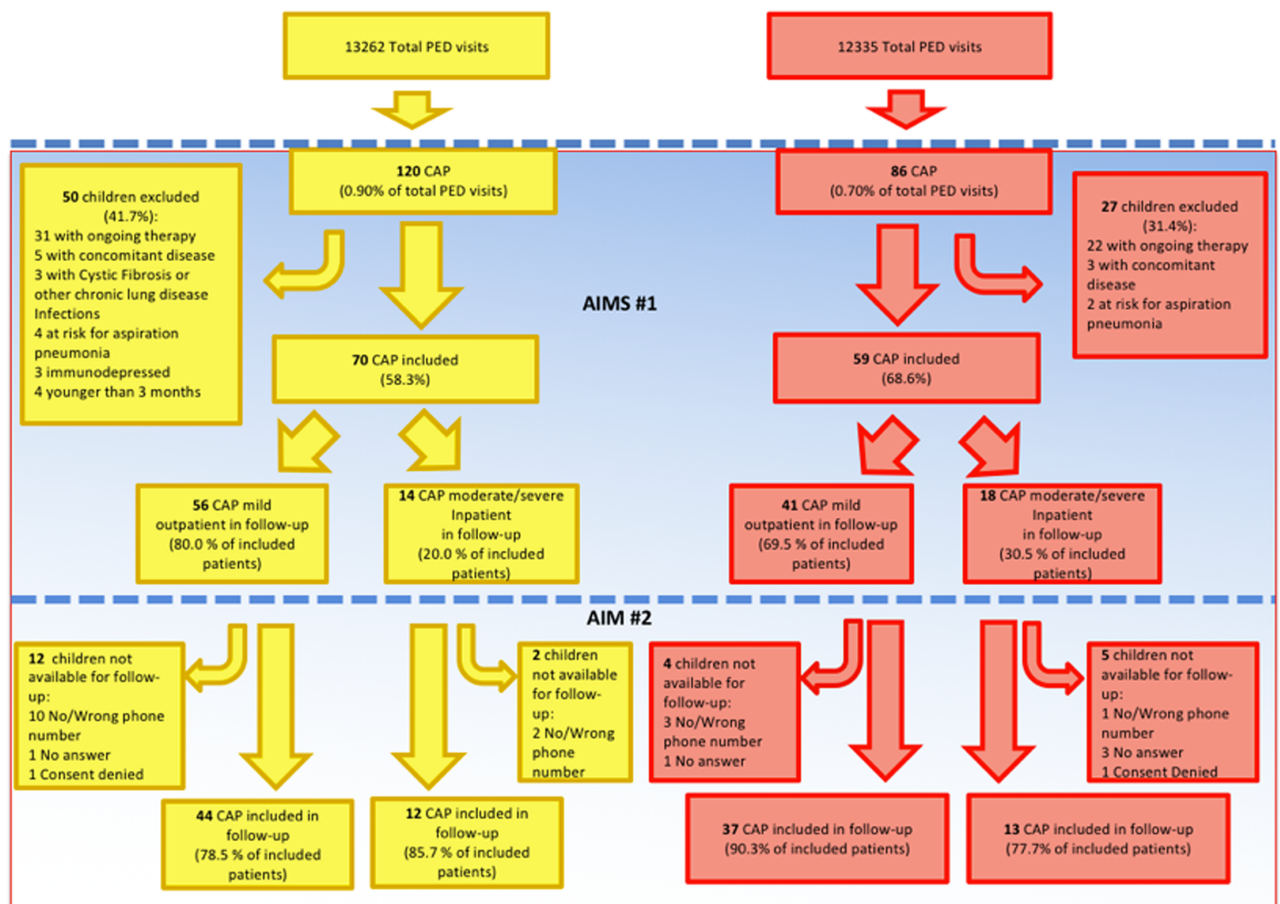 13262 Total PED visits
12335 Total PED visits
120 CAP
(0.90% of total PED visits)
86 CAP
(0.70% of total PED visits)
50 children excluded
(41.7%):
31 with ongoing therapy
5 with concomitant disease
3 with Cystic Fibrosis or
other chronic lung disease
Infections
4 at risk for aspiration
pneumonia
3 immunodepressed
4 younger than 3 months
27 children excluded
(31.4%):
22 with ongoing therapy
3 with concomitant
disease
2 at risk for aspiration
pneumonia
AIMS #1
70 CAP included
(58.3%)
59 CAP included
(68.6%)
56 CAP mild
outpatient in follow-up
(80.0 % of included
patients)
14 CAP moderate/severe
Inpatient
in follow-up
(20.0 % of included
patients)
41 CAP mild
outpatient in follow-up
(69.5 % of included
patients)
18 CAP moderate/severe
Inpatient
in follow-up
(30.5 % of included
patients)
AIM #2
12 children not
available for follow-
up:
10 No/Wrong phone
number
1 No answer
1 Consent denied
2 children
not available
for follow-
up:
2 No/Wrong
phone
number
4 children not
available for
follow-up:
3 No/Wrong
phone number
1 No answer
5 children not
available for follow-
up:
1 No/Wrong phone
number
3 No answer
1 Consent Denied
44 CAP included in
follow-up
(78.5 % of included
patients)
12 CAP included in
follow-up
(85.7 % of included
patients)
37 CAP included in follow-up
(90.3% of included patients)
13 CAP included in follow-up
(77.7% of included patients)